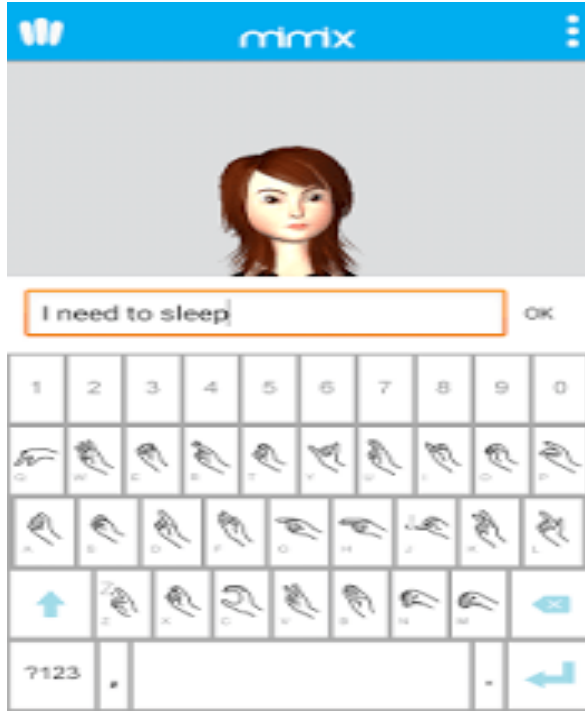 mimix
I need to sleep
OK
1 2 3 4 5 6 7 8 9 0
Q W E R T Y U I O P
A S D F G H J K L
Z X C V B N M
?123 , .